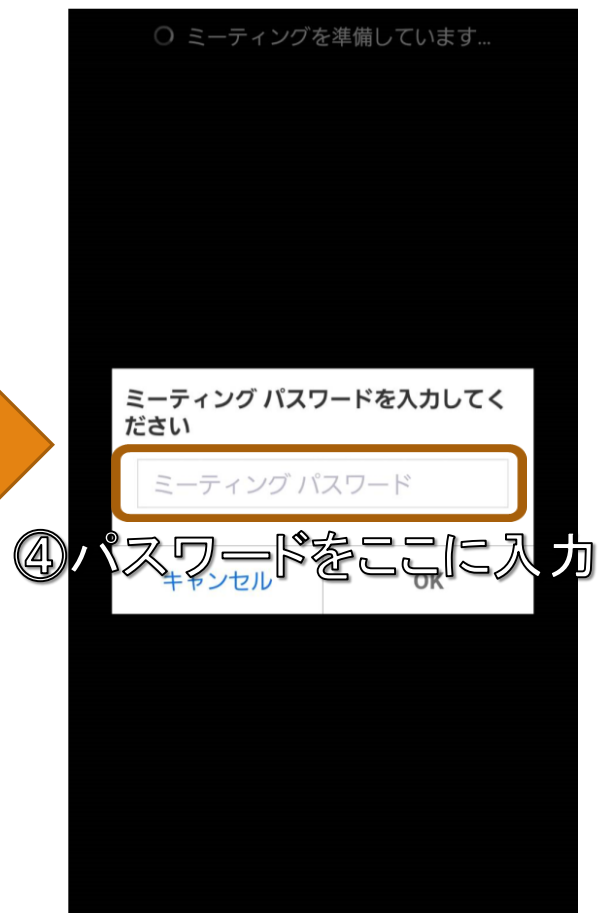 ミーティングを準備しています...
ミーティング パスワードを入力してく
ださい
ミーティング パスワード
④パスワードをここに入力
キャンセル OK